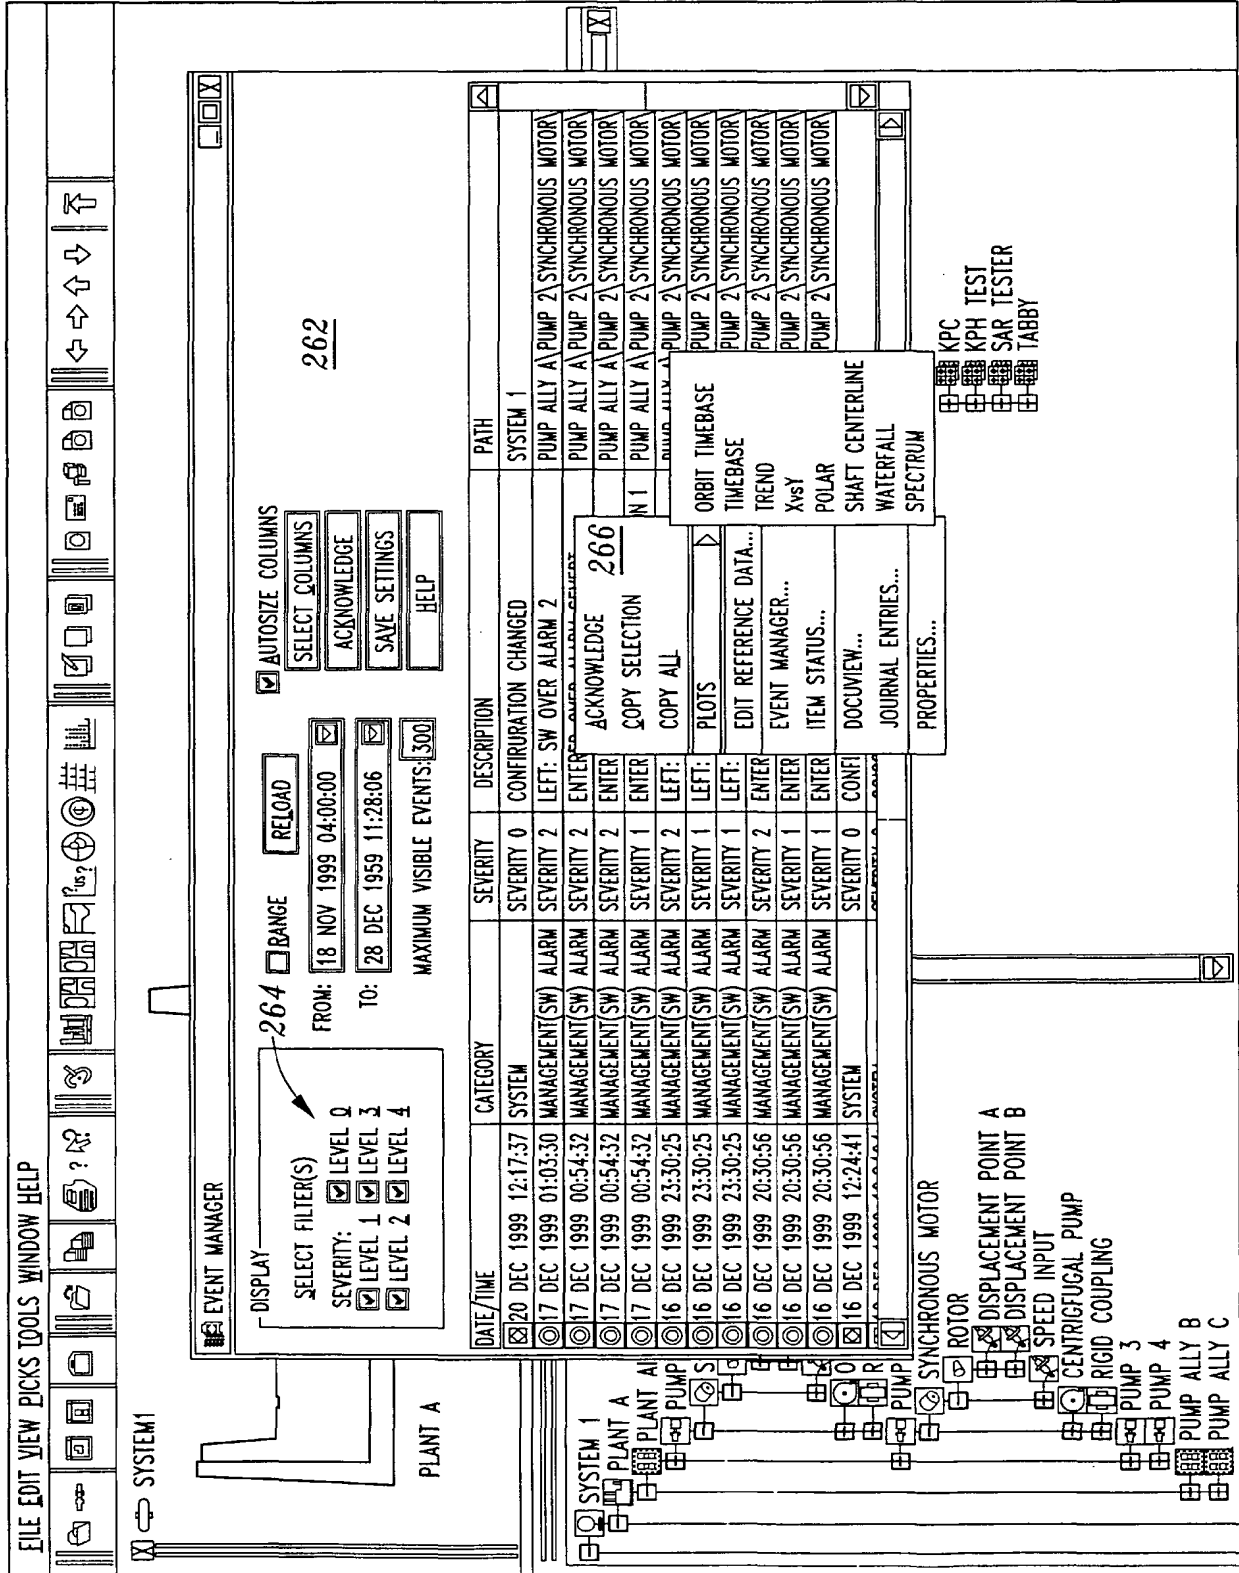 FILE EDIT VIEW PICKS TOOLS WINDOW HELP
SYSTEM1
PLANT A
EVENT MANAGER
262
DISPLAY
264
SELECT FILTER(S)
SEVERITY: LEVEL 0
LEVEL 1 LEVEL 3
LEVEL 2 LEVEL 4
RANGE
RELOAD
FROM: 18 NOV 1999 04:00:00
TO: 28 DEC 1959 11:28:06
MAXIMUM VISIBLE EVENTS: 300
AUTOSIZE COLUMNS
SELECT COLUMNS
ACKNOWLEDGE
SAVE SETTINGS
HELP
DATE/TIME CATEGORY SEVERITY DESCRIPTION PATH
20 DEC 1999 12:17:37 SYSTEM SEVERITY 0 CONFIRURATION CHANGED SYSTEM 1
17 DEC 1999 01:03:30 MANAGEMENT(SW) ALARM SEVERITY 2 LEFT: SW OVER ALARM 2 PUMP ALLY A\PUMP 2\SYNCHRONOUS MOTOR\
17 DEC 1999 00:54:32 MANAGEMENT(SW) ALARM SEVERITY 2 ENTERED OVER ALARM SEVERT PUMP ALLY A\PUMP 2\SYNCHRONOUS MOTOR\
17 DEC 1999 00:54:32 MANAGEMENT(SW) ALARM SEVERITY 2 ENTER PUMP ALLY A\PUMP 2\SYNCHRONOUS MOTOR\
17 DEC 1999 00:54:32 MANAGEMENT(SW) ALARM SEVERITY 1 ENTER N 1 PUMP ALLY A\PUMP 2\SYNCHRONOUS MOTOR\
16 DEC 1999 23:30:25 MANAGEMENT(SW) ALARM SEVERITY 2 LEFT: PUMP ALLY A\PUMP 2\SYNCHRONOUS MOTOR\
16 DEC 1999 23:30:25 MANAGEMENT(SW) ALARM SEVERITY 1 LEFT: PUMP 2\SYNCHRONOUS MOTOR\
16 DEC 1999 23:30:25 MANAGEMENT(SW) ALARM SEVERITY 1 LEFT: PUMP 2\SYNCHRONOUS MOTOR\
16 DEC 1999 20:30:56 MANAGEMENT(SW) ALARM SEVERITY 2 ENTER PUMP 2\SYNCHRONOUS MOTOR\
16 DEC 1999 20:30:56 MANAGEMENT(SW) ALARM SEVERITY 1 ENTER PUMP 2\SYNCHRONOUS MOTOR\
16 DEC 1999 20:30:56 MANAGEMENT(SW) ALARM SEVERITY 1 ENTER PUMP 2\SYNCHRONOUS MOTOR\
16 DEC 1999 12:24:41 SYSTEM SEVERITY 0 CONFI
266
ACKNOWLEDGE
COPY SELECTION
COPY ALL
PLOTS
EDIT REFERENCE DATA...
EVENT MANAGER...
ITEM STATUS...
DOCUVIEW...
JOURNAL ENTRIES...
PROPERTIES...
ORBIT TIMEBASE
TIMEBASE
TREND
XvsY
POLAR
SHAFT CENTERLINE
WATERFALL
SPECTRUM
SYSTEM 1
PLANT A
PLANT AI
PUMP
S
O
R
PUMP
SYNCHRONOUS MOTOR
ROTOR
DISPLACEMENT POINT A
DISPLACEMENT POINT B
SPEED INPUT
CENTRIGFUGAL PUMP
RIGID COUPLING
PUMP 3
PUMP 4
PUMP ALLY B
PUMP ALLY C
KPC
KPH TEST
SAR TESTER
TABBY